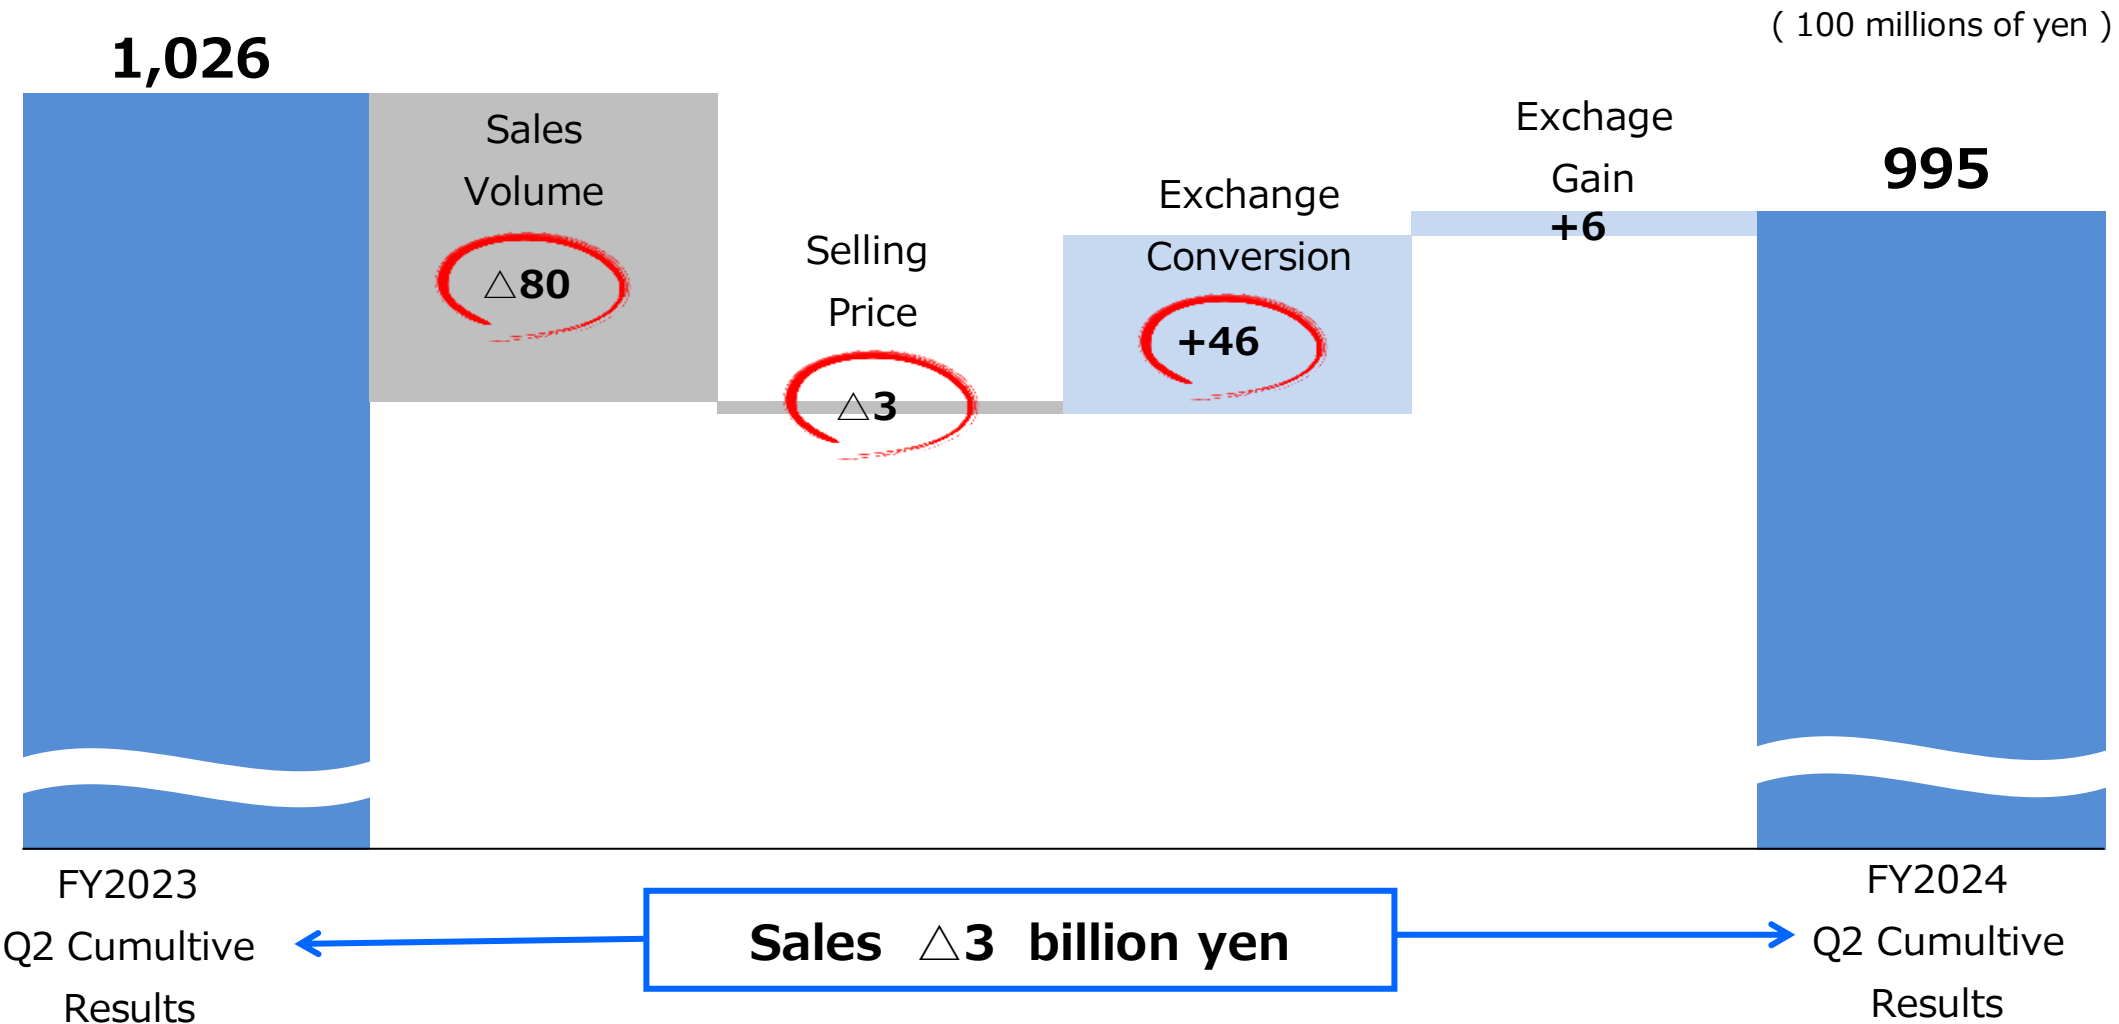 ( 100 millions of yen )
1,026
Sales
Volume
△80
Selling
Price
△3
Exchange
Conversion
+46
Exchage
Gain
+6
995
FY2023
Q2 Cumultive
Results
Sales △3 billion yen
FY2024
Q2 Cumultive
Results